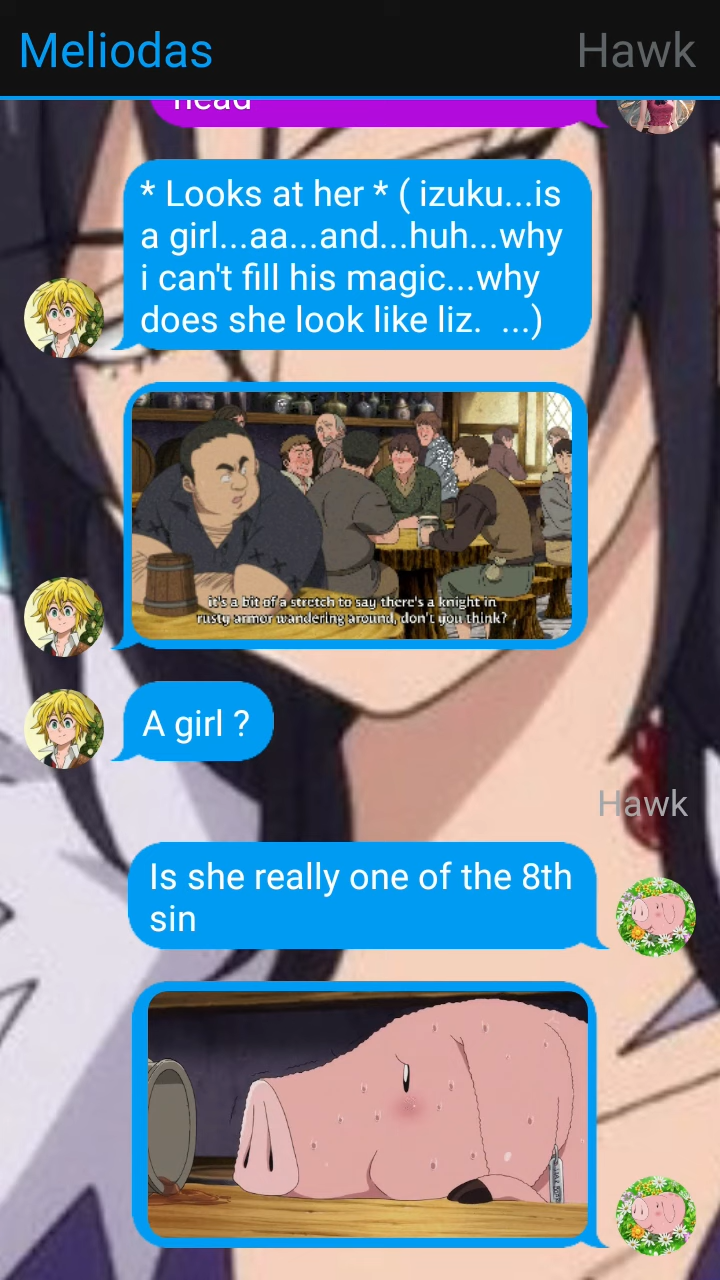 Meliodas
Hawk
head
* Looks at her * ( izuku...is
a girl...aa...and...huh...why
i can't fill his magic...why
does she look like liz.  ...)
it's a bit of a stretch to say there's a knight in
rusty armor wandering around, don't you think?
A girl ?
Hawk
Is she really one of the 8th
sin